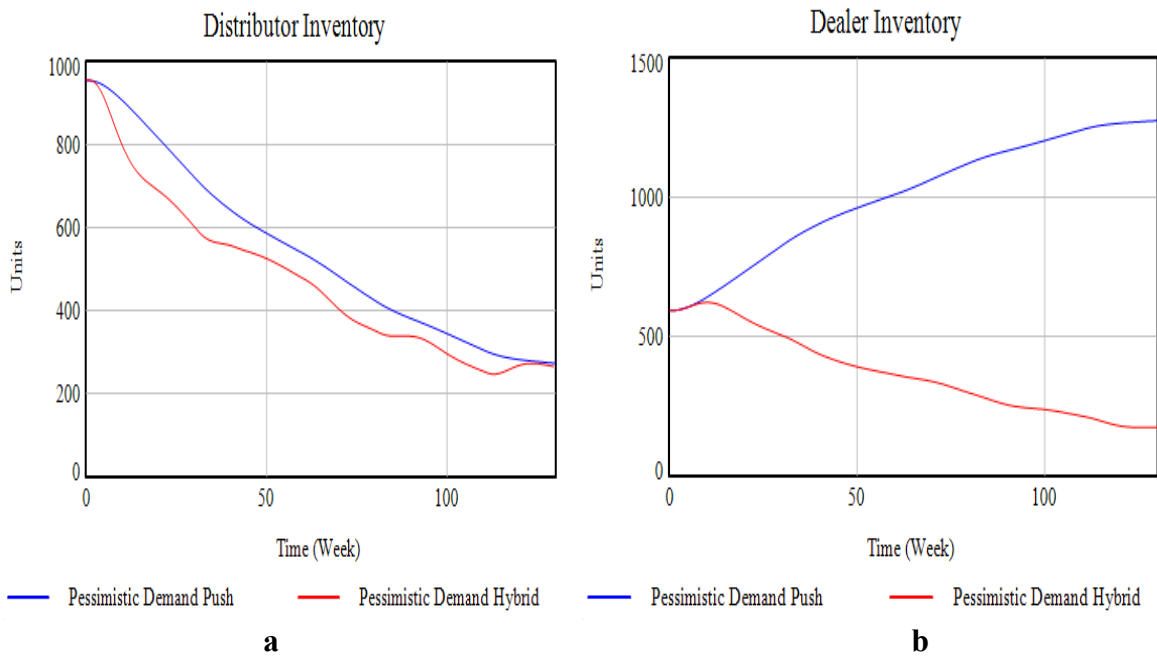 Distributor Inventory
1000
800
600
400
200
0
0 50 100
Units
Time (Week)
Pessimistic Demand Push Pessimistic Demand Hybrid
a
Dealer Inventory
1500
1000
500
0
0 50 100
Units
Time (Week)
Pessimistic Demand Push Pessimistic Demand Hybrid
b